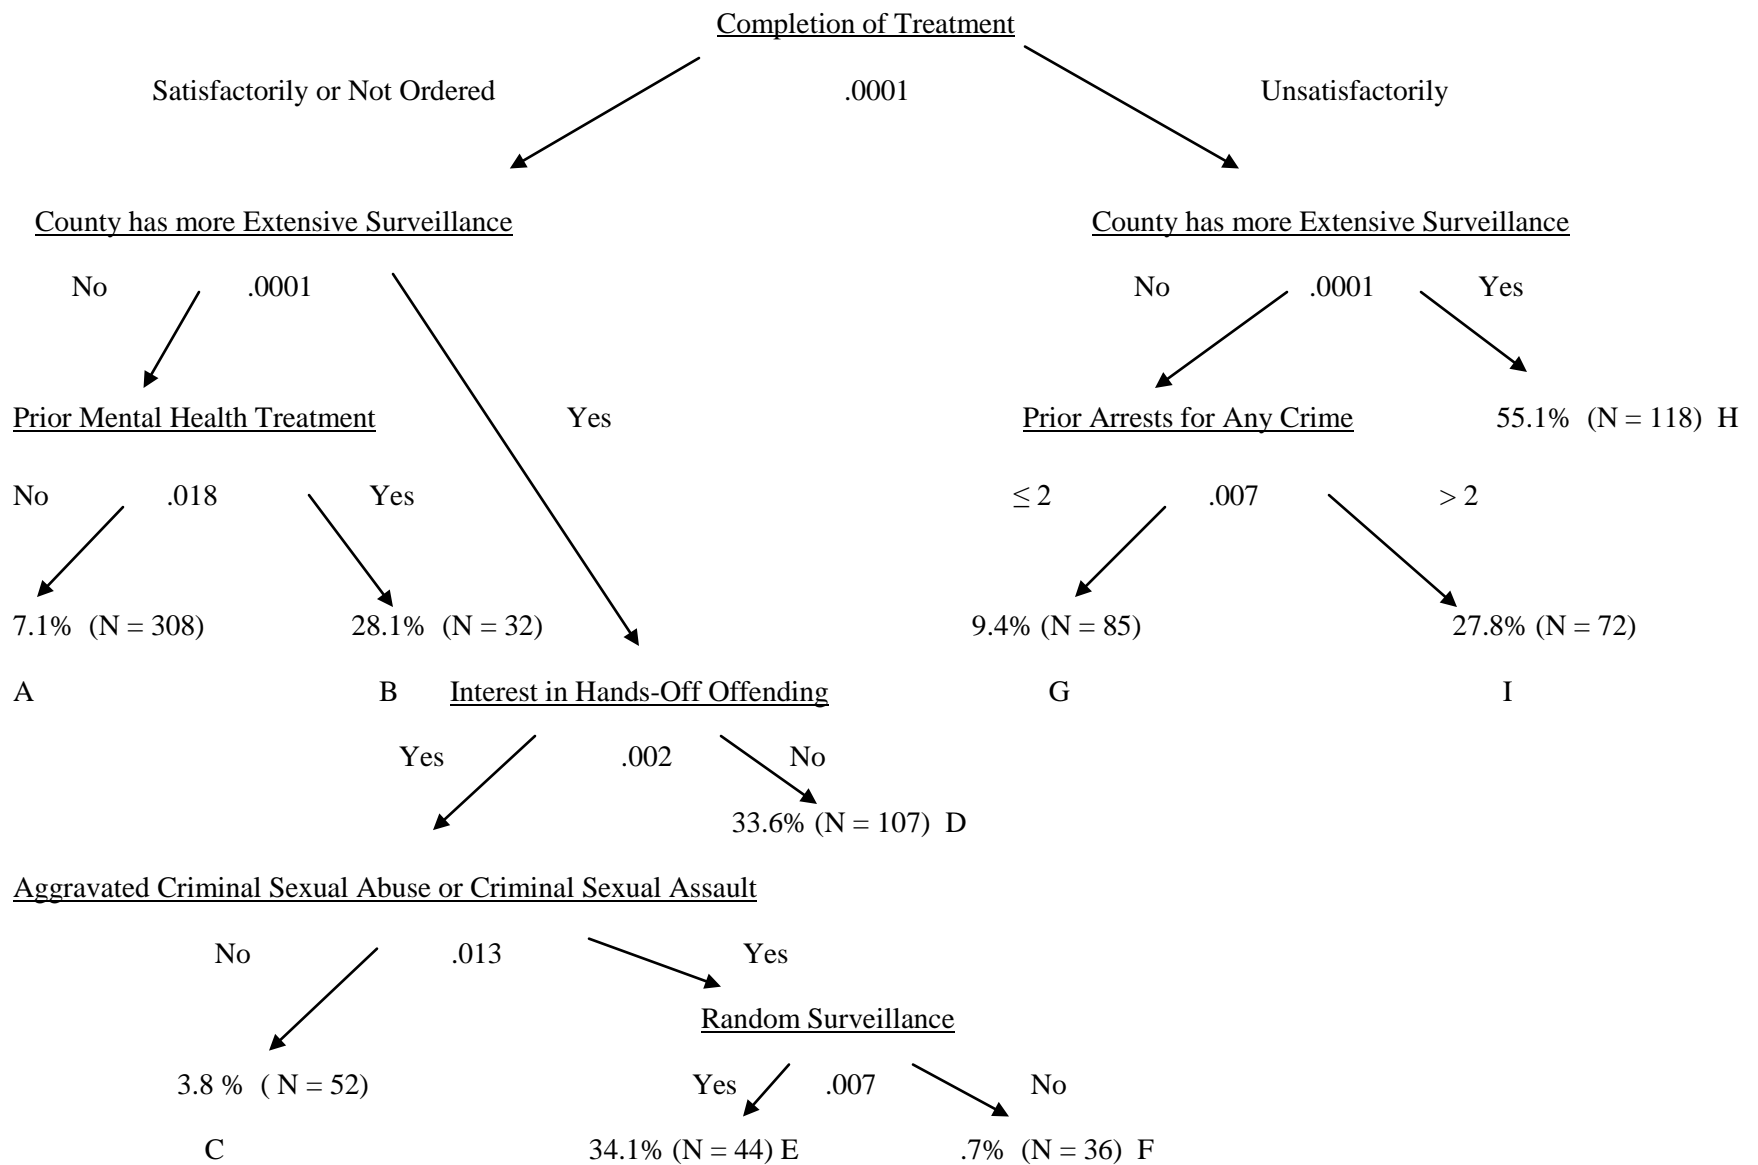 Completion of Treatment
Satisfactorily or Not Ordered .0001 Unsatisfactorily
County has more Extensive Surveillance County has more Extensive Surveillance
No .0001 No .0001 Yes
Prior Mental Health Treatment Yes Prior Arrests for Any Crime 55.1% (N = 118) H
No .018 Yes ≤ 2 .007 > 2
7.1% (N = 308) 28.1% (N = 32) 9.4% (N = 85) 27.8% (N = 72)
A B Interest in Hands-Off Offending G I
Yes .002 No
33.6% (N = 107) D
Aggravated Criminal Sexual Abuse or Criminal Sexual Assault
No .013 Yes
Random Surveillance
3.8 % ( N = 52) Yes .007 No
C 34.1% (N = 44) E .7% (N = 36) F